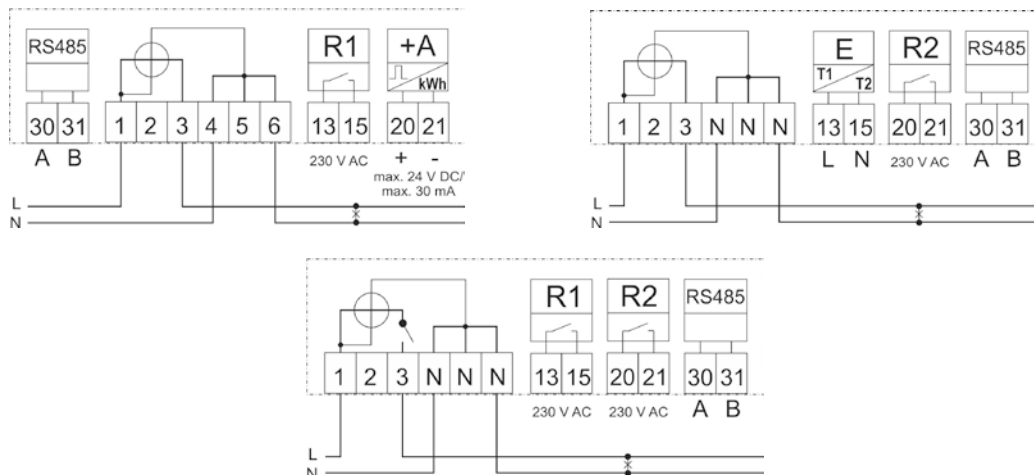 RS485 R1 +A
kWh
30 31 1 2 3 4 5 6 13 15 20 21
A B 230 V AC + -
max. 24 V DC/
max. 30 mA
L
N
E R2 RS485
T1
T2
1 2 3 N N N 13 15 20 21 30 31
L N 230 V AC A B
L
N
R1 R2 RS485
1 2 3 N N N 13 15 20 21 30 31
230 V AC 230 V AC A B
L
N